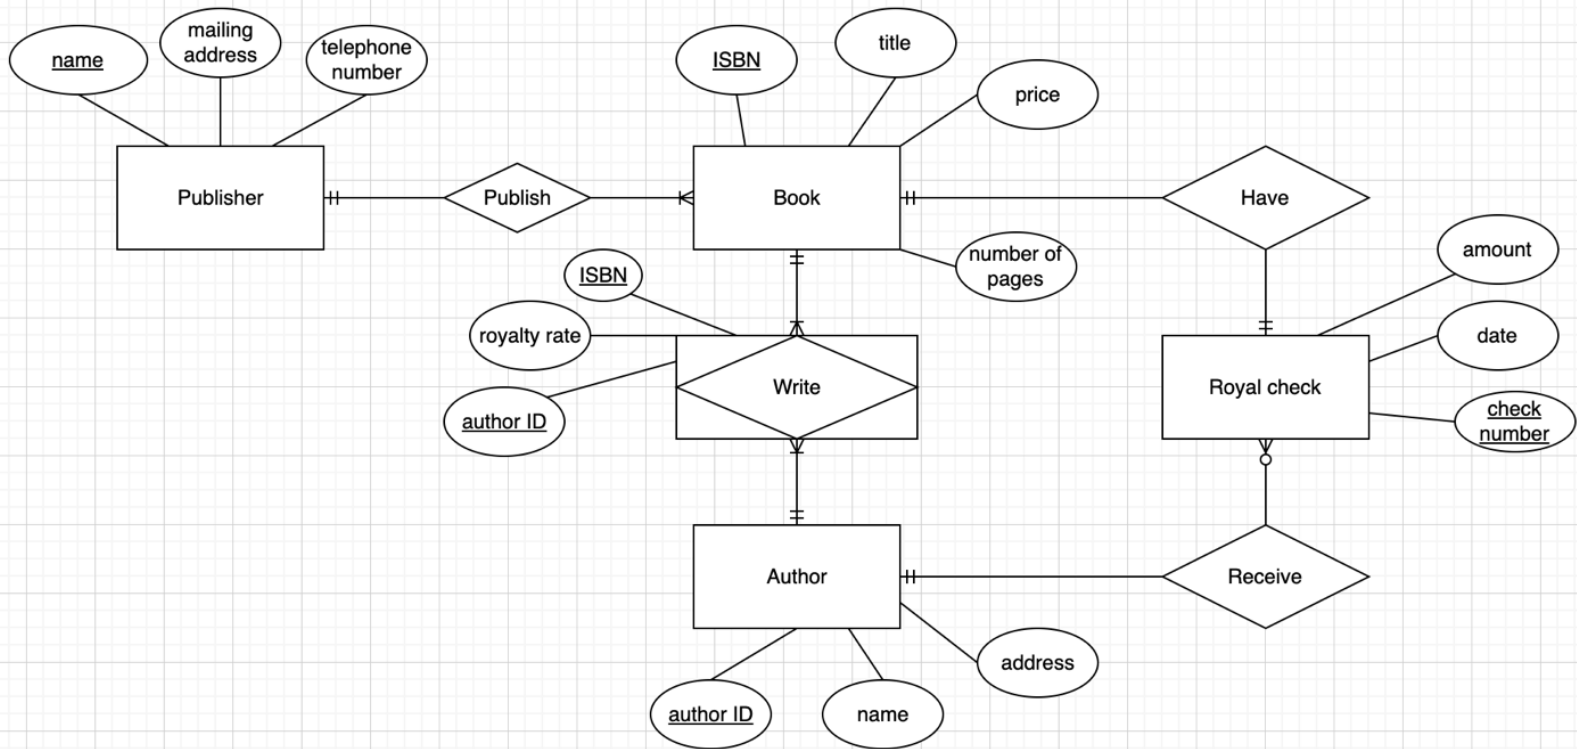 name
mailing
address
telephone
number
ISBN
title
price
Publisher
Publish
Book
Have
number of
pages
ISBN
royalty rate
author ID
Write
Royal check
amount
date
check
number
Author
Receive
author ID
name
address